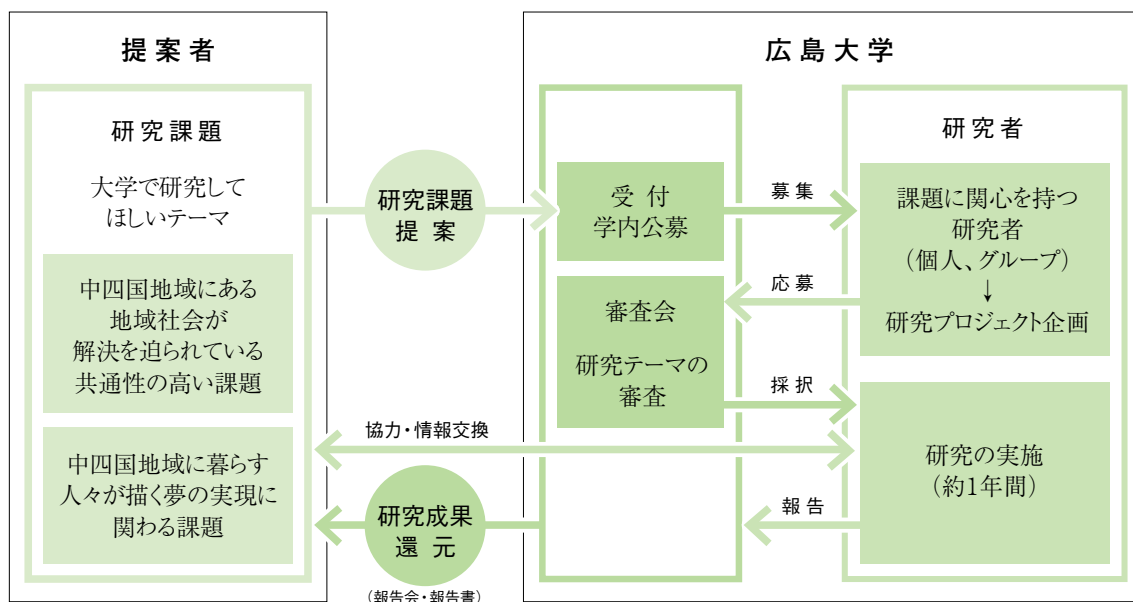 提案者
研究課題
大学で研究して
ほしいテーマ
中四国地域にある
地域社会が
解決を迫られている
共通性の高い課題
中四国地域に暮らす
人々が描く夢の実現に
関わる課題
研究課題
提案
協力・情報交換
研究成果
還元
(報告会・報告書)
広島大学
受付
学内公募
審査会
研究テーマの
審査
募集
応募
採択
報告
研究者
課題に関心を持つ
研究者
(個人、グループ)
↓
研究プロジェクト企画
研究の実施
(約1年間)